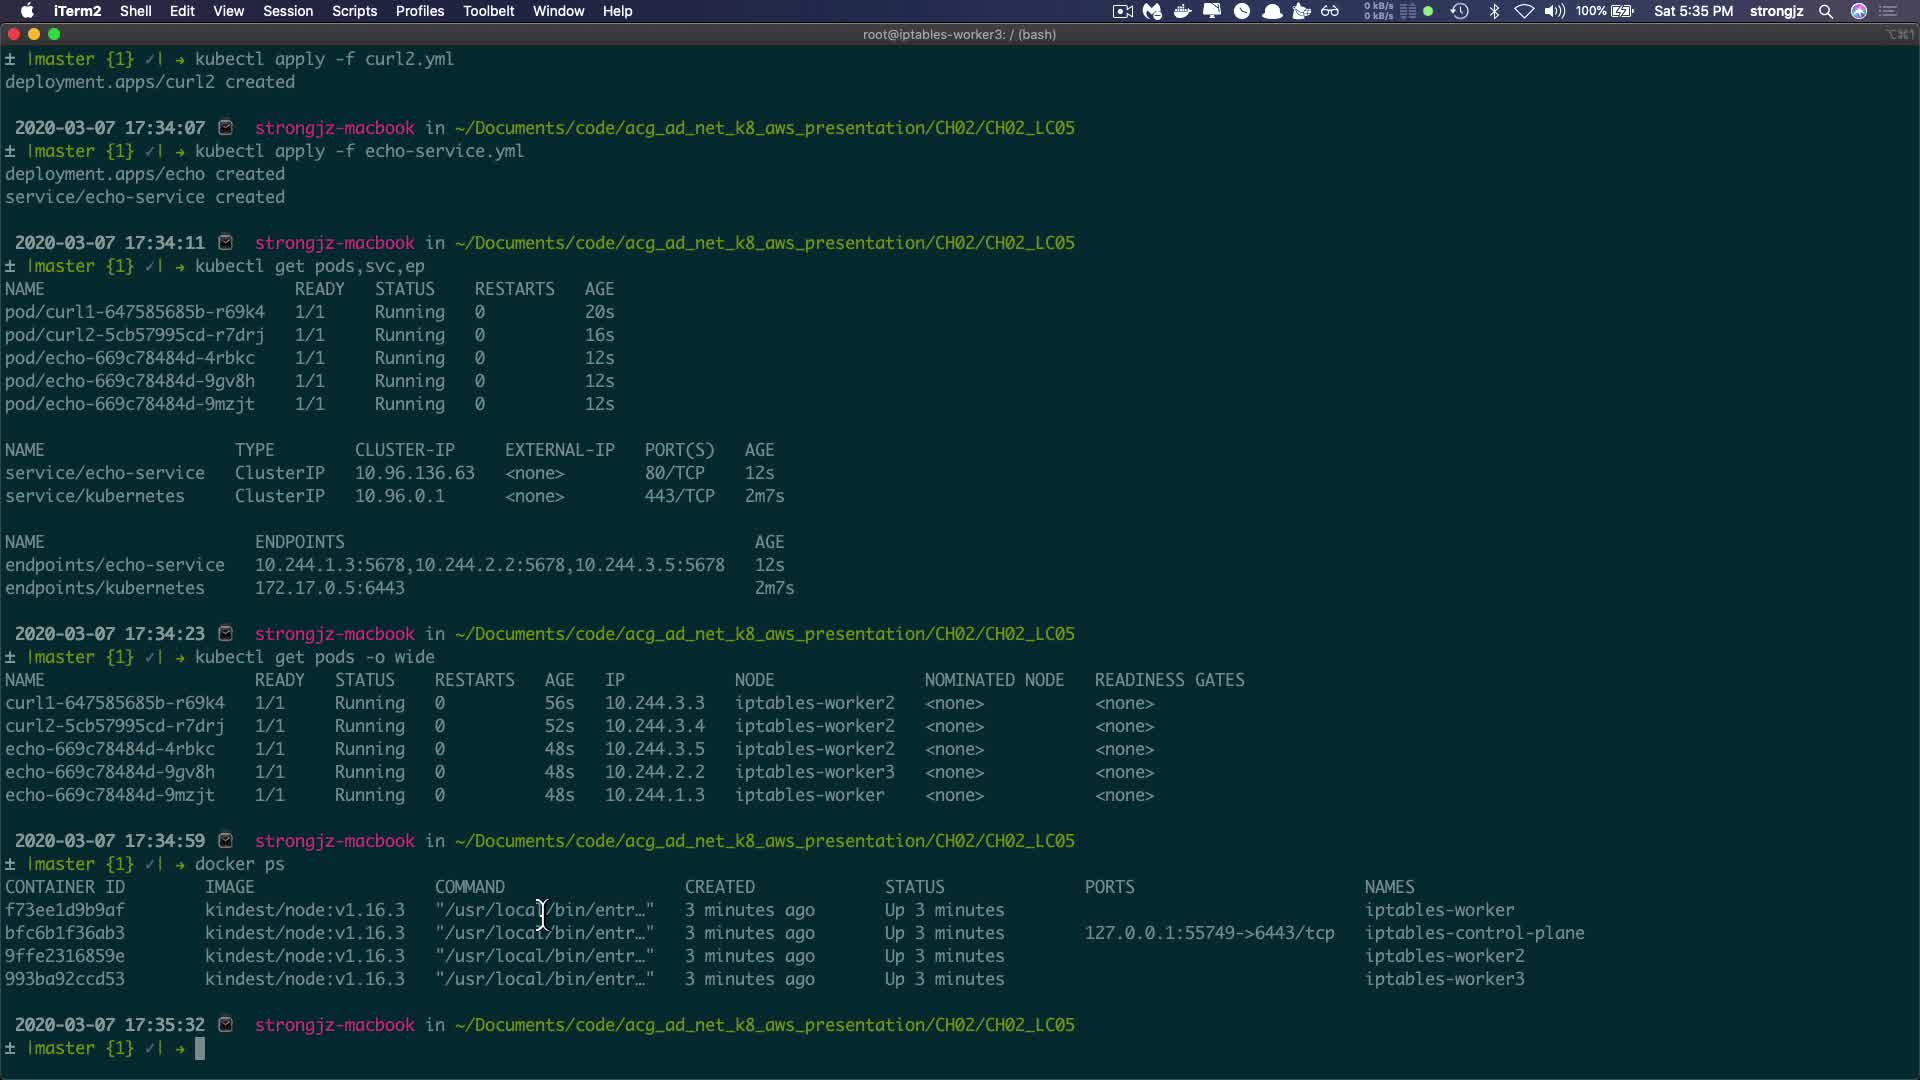 iTerm2 Shell Edit View Session Scripts Profiles Toolbelt Window Help 0 kB/s 0 kB/s 100% Sat 5:35 PM strongjz
root@iptables-worker3: / (bash) ⌥⌘1
± |master {1} ✓| → kubectl apply -f curl2.yml
deployment.apps/curl2 created
2020-03-07 17:34:07 strongjz-macbook in ~/Documents/code/acg_ad_net_k8_aws_presentation/CH02/CH02_LC05
± |master {1} ✓| → kubectl apply -f echo-service.yml
deployment.apps/echo created
service/echo-service created
2020-03-07 17:34:11 strongjz-macbook in ~/Documents/code/acg_ad_net_k8_aws_presentation/CH02/CH02_LC05
± |master {1} ✓| → kubectl get pods,svc,ep
NAME READY STATUS RESTARTS AGE
pod/curl1-647585685b-r69k4 1/1 Running 0 20s
pod/curl2-5cb57995cd-r7drj 1/1 Running 0 16s
pod/echo-669c78484d-4rbkc 1/1 Running 0 12s
pod/echo-669c78484d-9gv8h 1/1 Running 0 12s
pod/echo-669c78484d-9mzjt 1/1 Running 0 12s
NAME TYPE CLUSTER-IP EXTERNAL-IP PORT(S) AGE
service/echo-service ClusterIP 10.96.136.63 <none> 80/TCP 12s
service/kubernetes ClusterIP 10.96.0.1 <none> 443/TCP 2m7s
NAME ENDPOINTS AGE
endpoints/echo-service 10.244.1.3:5678,10.244.2.2:5678,10.244.3.5:5678 12s
endpoints/kubernetes 172.17.0.5:6443 2m7s
2020-03-07 17:34:23 strongjz-macbook in ~/Documents/code/acg_ad_net_k8_aws_presentation/CH02/CH02_LC05
± |master {1} ✓| → kubectl get pods -o wide
NAME READY STATUS RESTARTS AGE IP NODE NOMINATED NODE READINESS GATES
curl1-647585685b-r69k4 1/1 Running 0 56s 10.244.3.3 iptables-worker2 <none> <none>
curl2-5cb57995cd-r7drj 1/1 Running 0 52s 10.244.3.4 iptables-worker2 <none> <none>
echo-669c78484d-4rbkc 1/1 Running 0 48s 10.244.3.5 iptables-worker2 <none> <none>
echo-669c78484d-9gv8h 1/1 Running 0 48s 10.244.2.2 iptables-worker3 <none> <none>
echo-669c78484d-9mzjt 1/1 Running 0 48s 10.244.1.3 iptables-worker <none> <none>
2020-03-07 17:34:59 strongjz-macbook in ~/Documents/code/acg_ad_net_k8_aws_presentation/CH02/CH02_LC05
± |master {1} ✓| → docker ps
CONTAINER ID IMAGE COMMAND CREATED STATUS PORTS NAMES
f73ee1d9b9af kindest/node:v1.16.3 "/usr/local/bin/entr…" 3 minutes ago Up 3 minutes iptables-worker
bfc6b1f36ab3 kindest/node:v1.16.3 "/usr/local/bin/entr…" 3 minutes ago Up 3 minutes 127.0.0.1:55749->6443/tcp iptables-control-plane
9ffe2316859e kindest/node:v1.16.3 "/usr/local/bin/entr…" 3 minutes ago Up 3 minutes iptables-worker2
993ba92ccd53 kindest/node:v1.16.3 "/usr/local/bin/entr…" 3 minutes ago Up 3 minutes iptables-worker3
2020-03-07 17:35:32 strongjz-macbook in ~/Documents/code/acg_ad_net_k8_aws_presentation/CH02/CH02_LC05
± |master {1} ✓| →